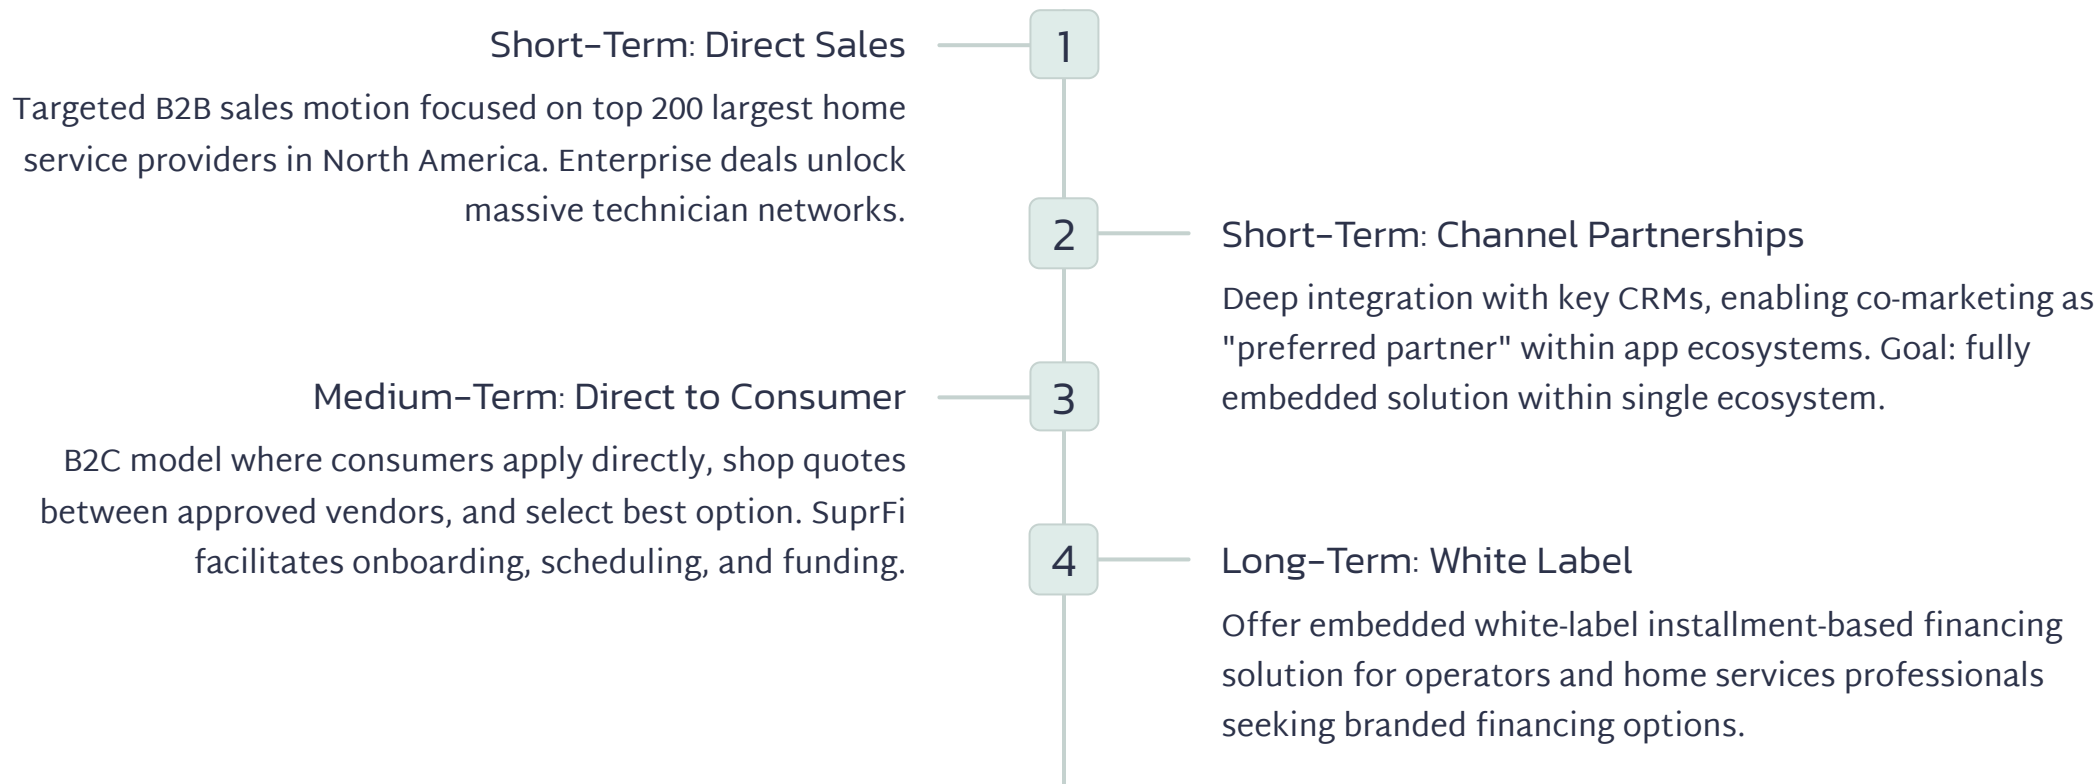 1
Short-Term: Direct Sales
Targeted B2B sales motion focused on top 200 largest home
service providers in North America. Enterprise deals unlock
massive technician networks.
2
Short-Term: Channel Partnerships
Deep integration with key CRMs, enabling co-marketing as
"preferred partner" within app ecosystems. Goal: fully
embedded solution within single ecosystem.
3
Medium-Term: Direct to Consumer
B2C model where consumers apply directly, shop quotes
between approved vendors, and select best option. SuprFi
facilitates onboarding, scheduling, and funding.
4
Long-Term: White Label
Offer embedded white-label installment-based financing
solution for operators and home services professionals
seeking branded financing options.